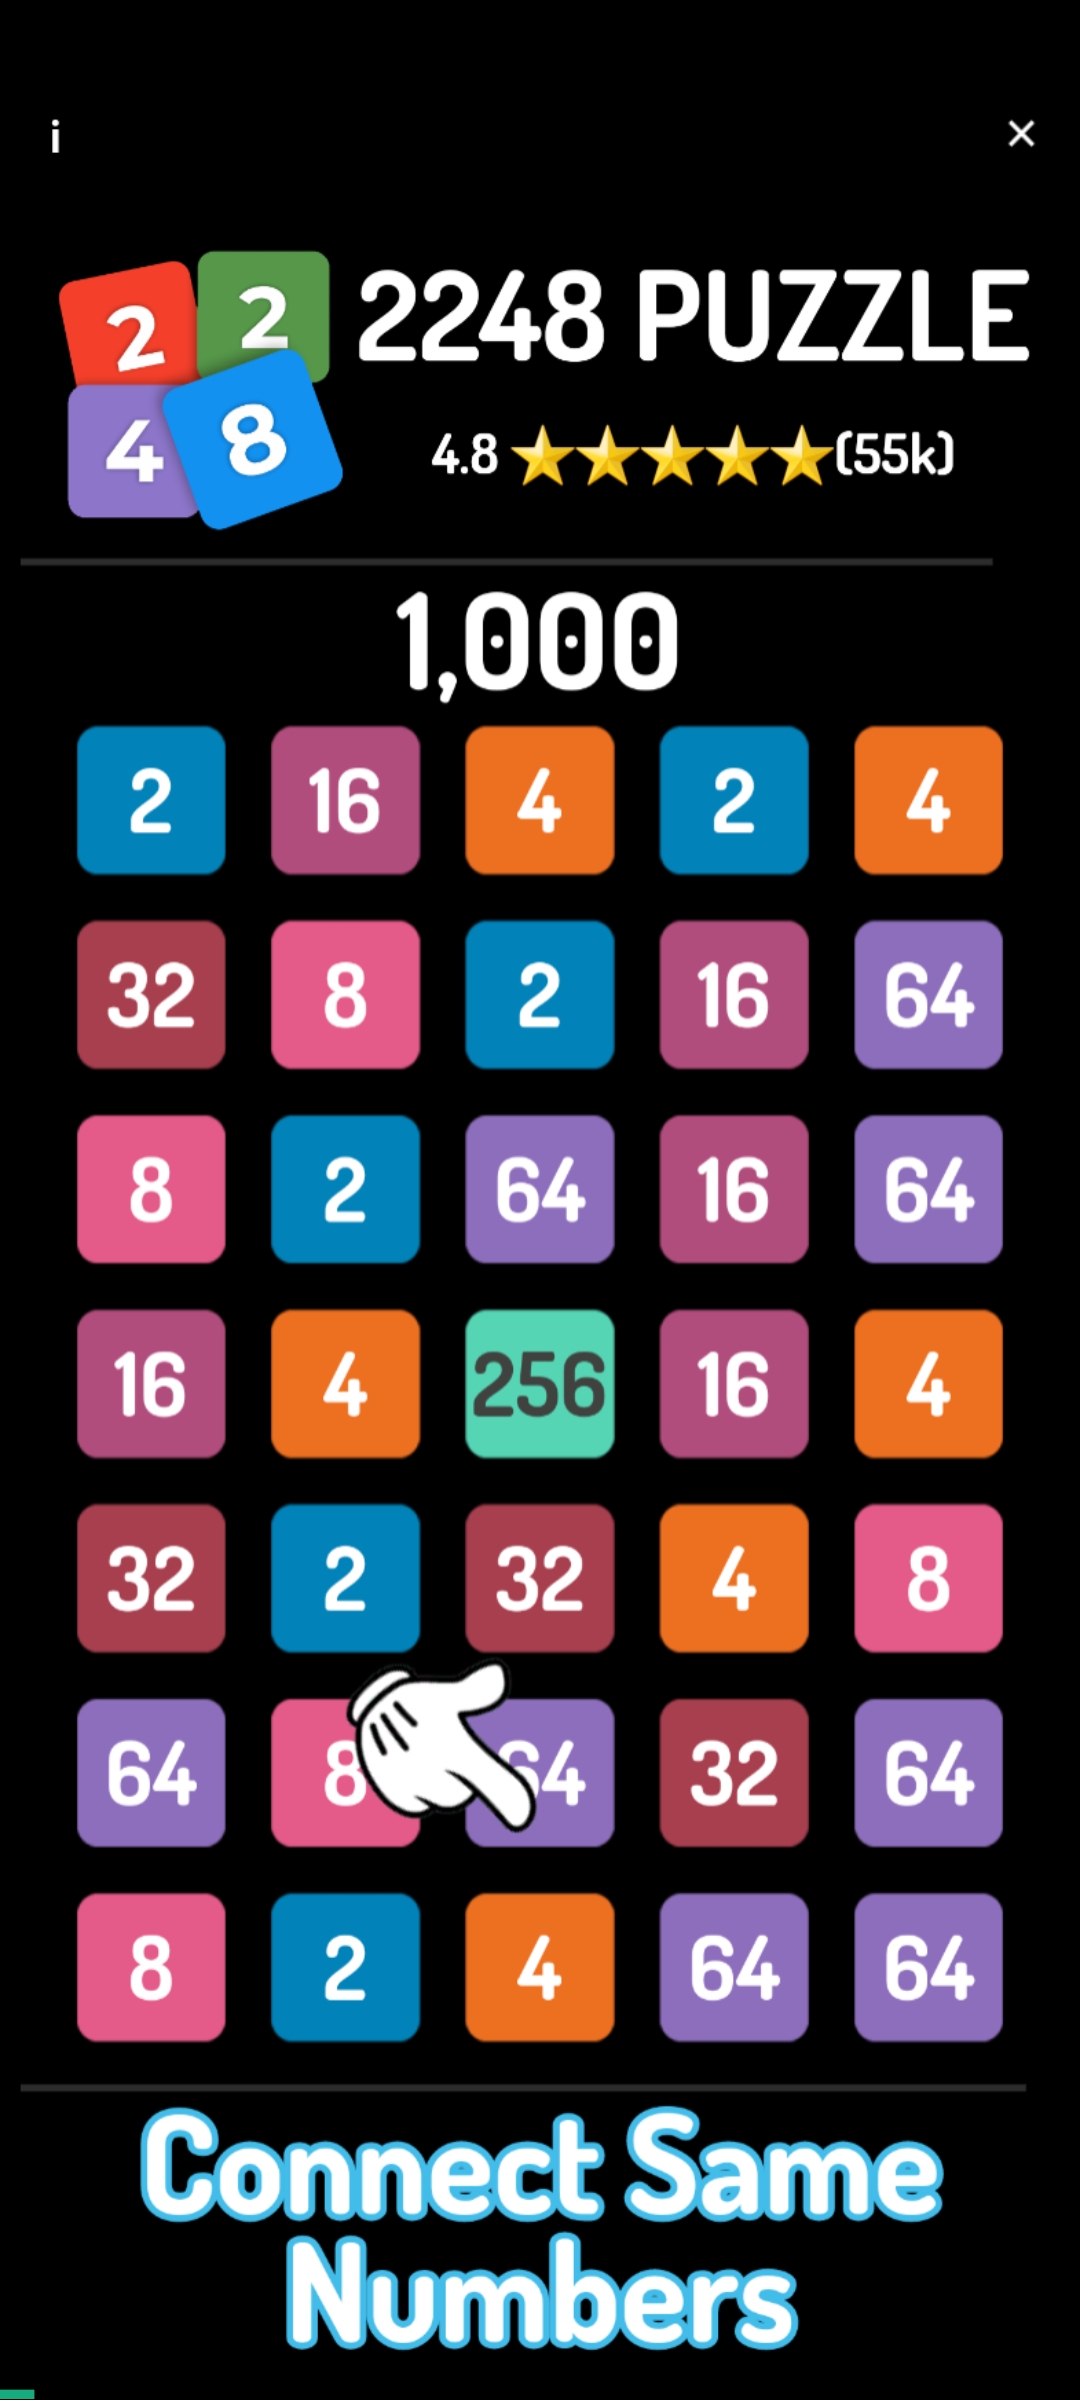 i ×
2 2
4 8
2248 PUZZLE
4.8 ⭐⭐⭐⭐⭐(55k)
1,000
2 16 4 2 4
32 8 2 16 64
8 2 64 16 64
16 4 256 16 4
32 2 32 4 8
64 8 64 32 64
8 2 4 64 64
Connect Same
Numbers